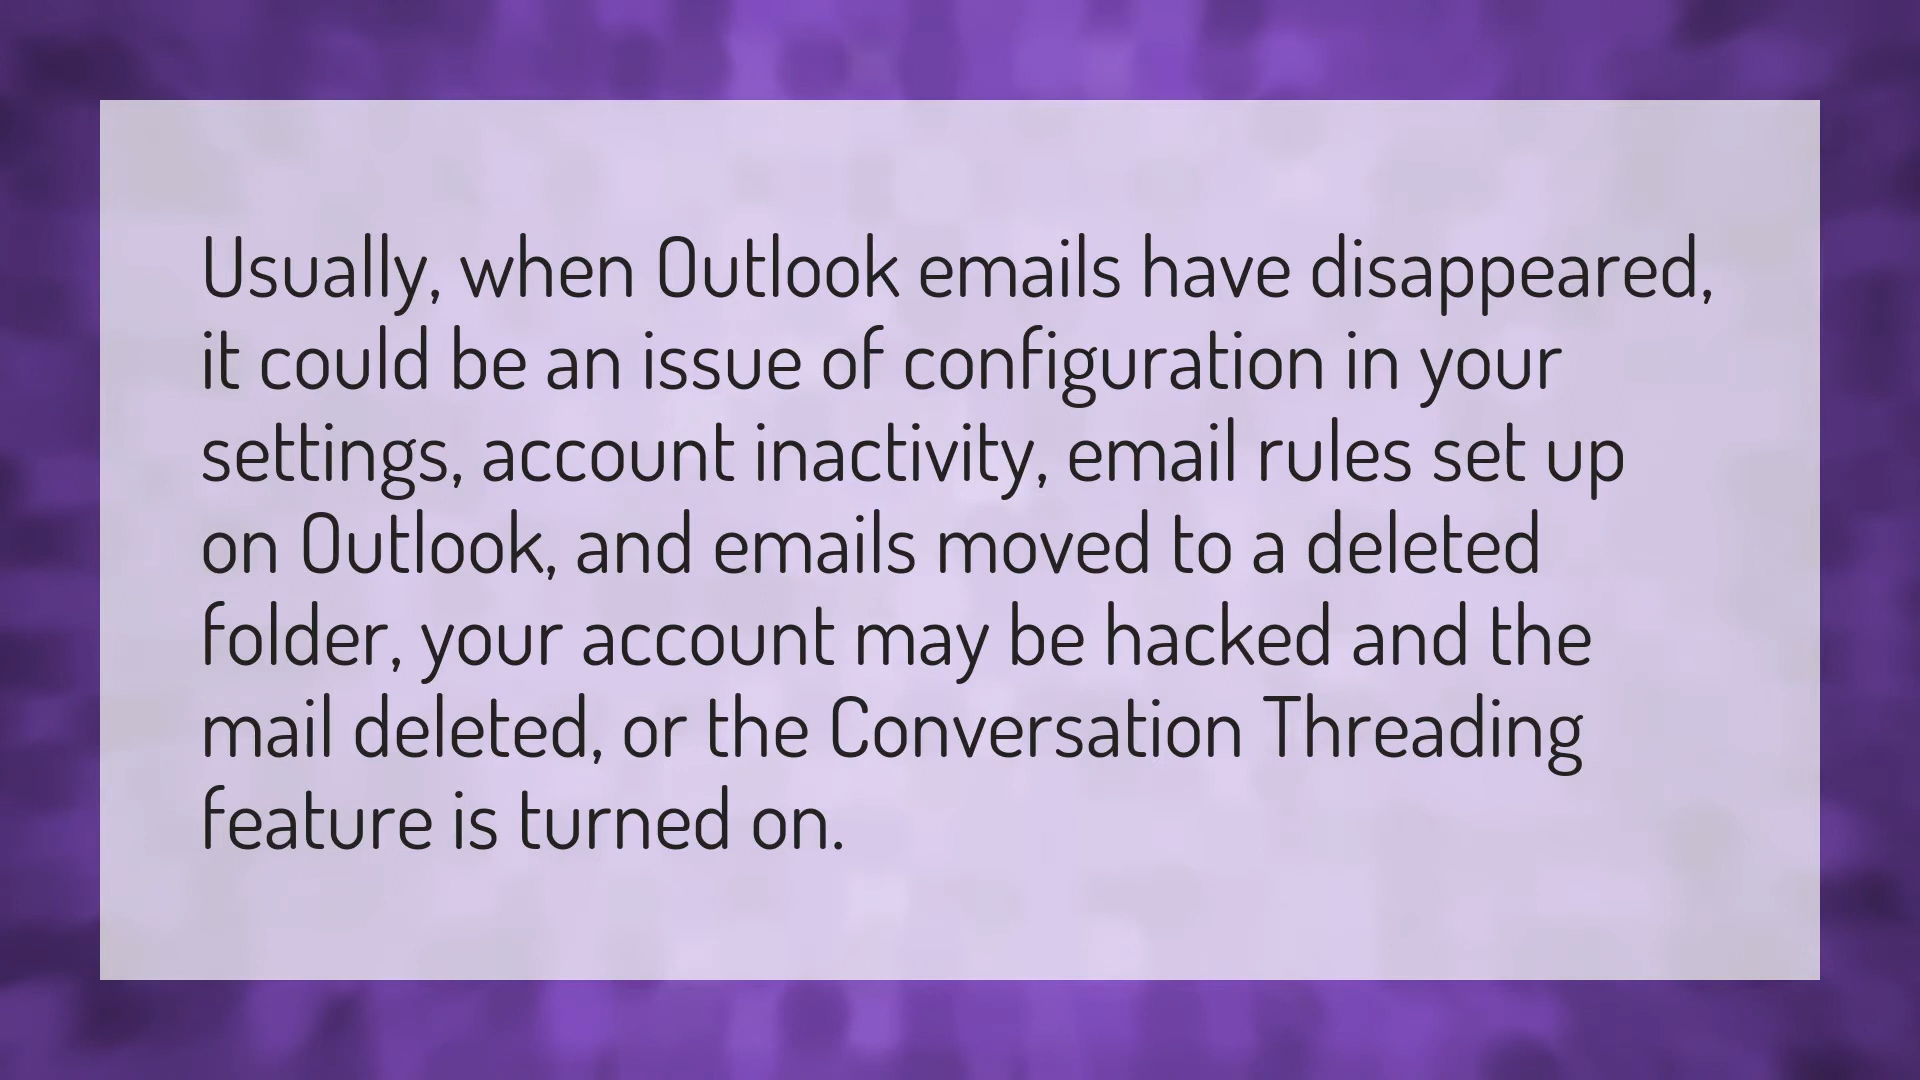 Usually, when Outlook emails have disappeared,
it could be an issue of configuration in your
settings, account inactivity, email rules set up
on Outlook, and emails moved to a deleted
folder, your account may be hacked and the
mail deleted, or the Conversation Threading
feature is turned on.